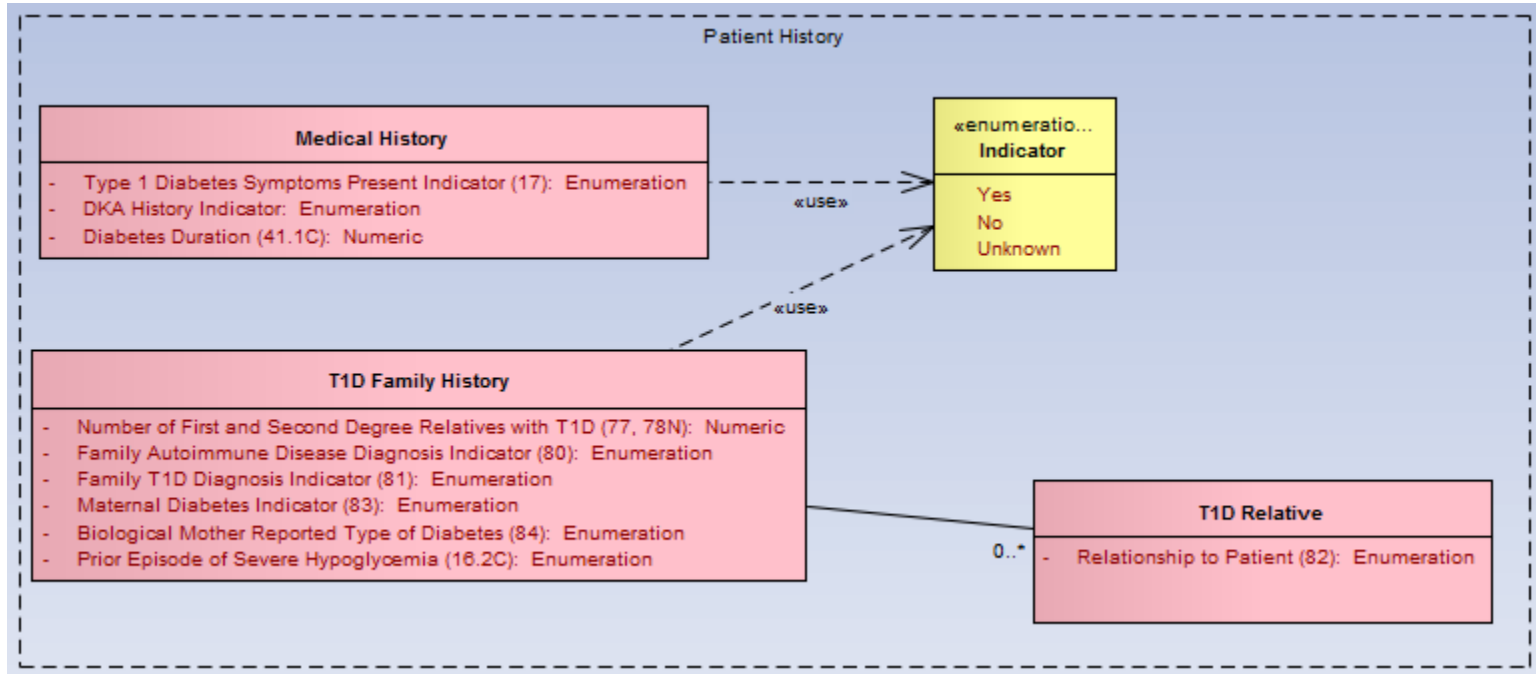 Patient History
Medical History
- Type 1 Diabetes Symptoms Present Indicator (17): Enumeration
- DKA History Indicator: Enumeration
- Diabetes Duration (41.1C): Numeric
«use»
«enumeratio...
Indicator
Yes
No
Unknown
«use»
T1D Family History
- Number of First and Second Degree Relatives with T1D (77, 78N): Numeric
- Family Autoimmune Disease Diagnosis Indicator (80): Enumeration
- Family T1D Diagnosis Indicator (81): Enumeration
- Maternal Diabetes Indicator (83): Enumeration
- Biological Mother Reported Type of Diabetes (84): Enumeration
- Prior Episode of Severe Hypoglycemia (16.2C): Enumeration
0..*
T1D Relative
- Relationship to Patient (82): Enumeration